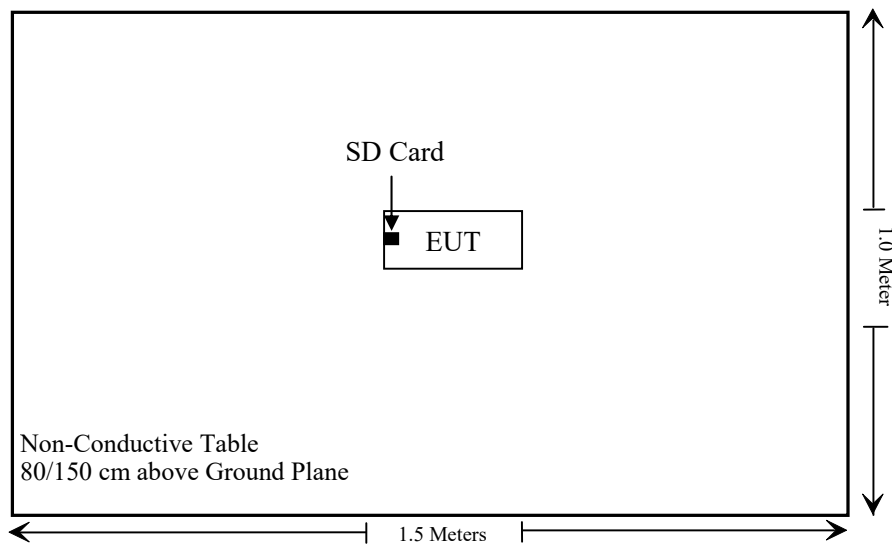 SD Card
EUT
1.0 Meter
Non-Conductive Table
80/150 cm above Ground Plane
1.5 Meters